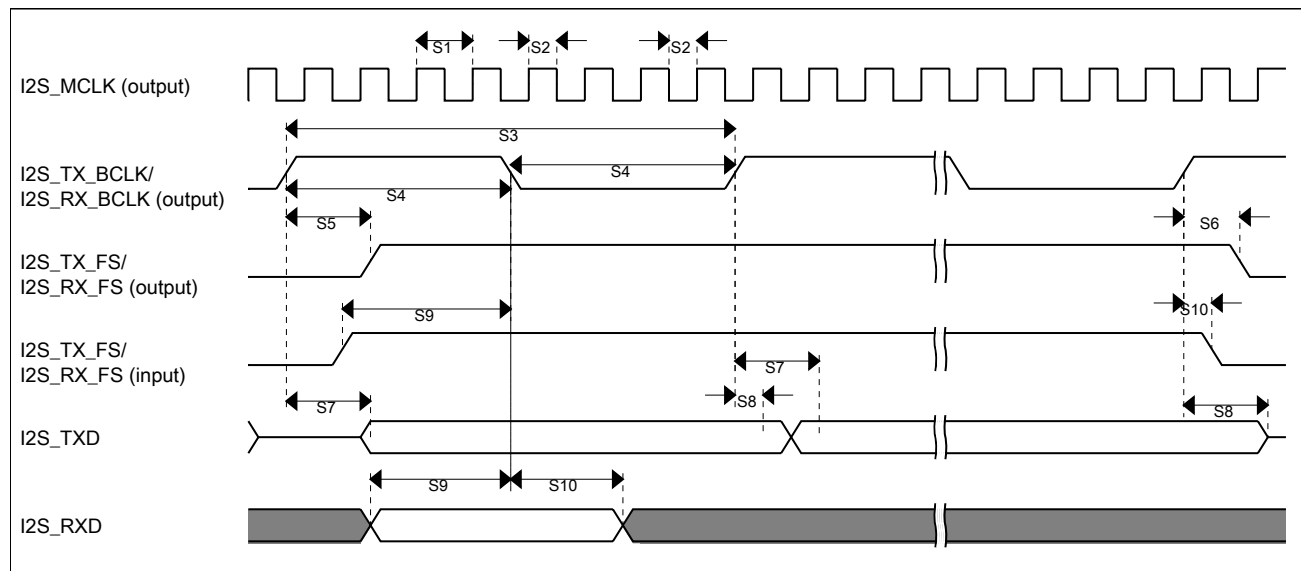 S1
S2
S2
I2S_MCLK (output)
S3
I2S_TX_BCLK/
I2S_RX_BCLK (output)
S4
S4
S5
S6
I2S_TX_FS/
I2S_RX_FS (output)
S9
S10
I2S_TX_FS/
I2S_RX_FS (input)
S7
S7
S8
S8
I2S_TXD
S9
S10
I2S_RXD